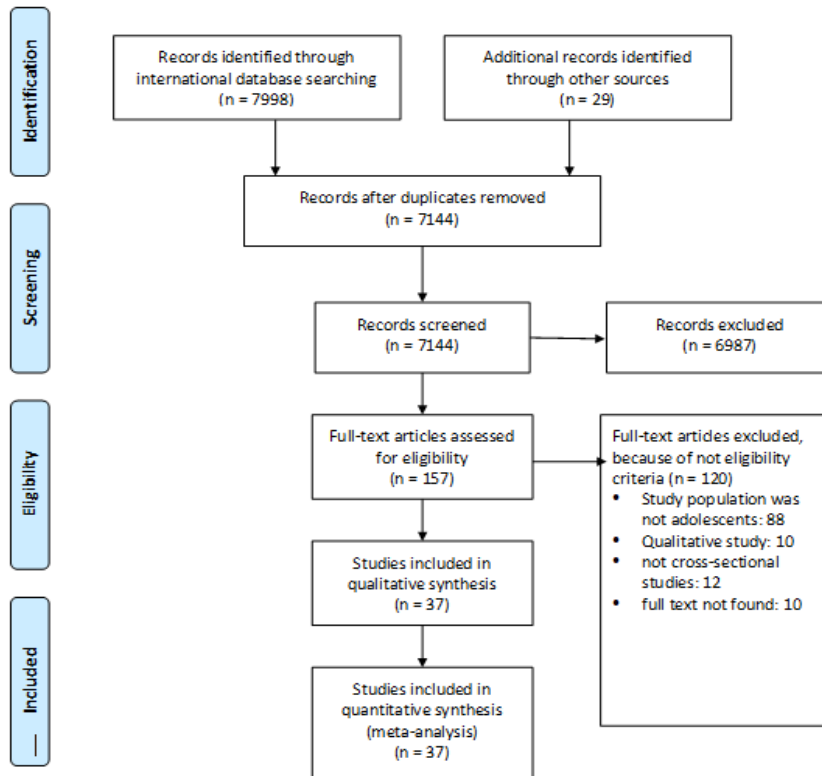 Identification
Records identified through
international database searching
(n = 7998)
Additional records identified
through other sources
(n = 29)
Records after duplicates removed
(n = 7144)
Screening
Records screened
(n = 7144)
Records excluded
(n = 6987)
Eligibility
Full-text articles assessed
for eligibility
(n = 157)
Full-text articles excluded,
because of not eligibility
criteria (n = 120)
• Study population was
not adolescents: 88
• Qualitative study: 10
• not cross-sectional
studies: 12
• full text not found: 10
Studies included in
qualitative synthesis
(n = 37)
Included
Studies included in
quantitative synthesis
(meta-analysis)
(n = 37)